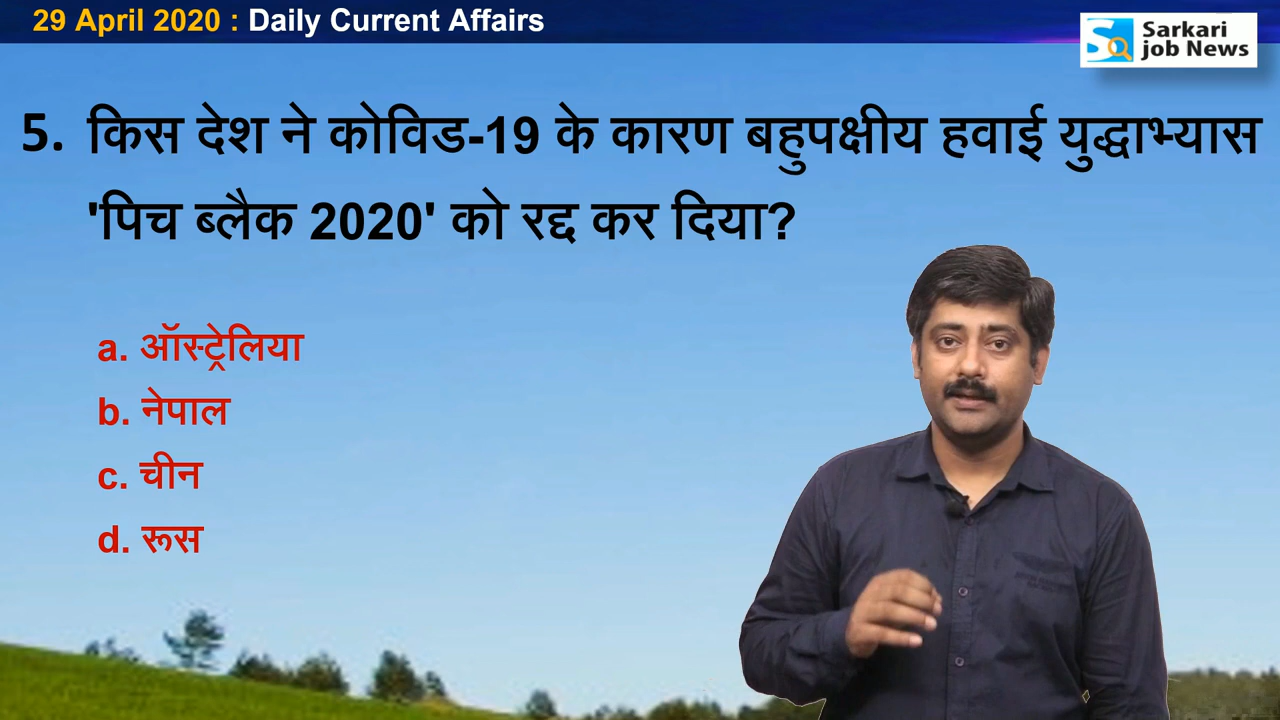 29 April 2020 : Daily Current Affairs
Sarkari
job News
5. किस देश ने कोविड-19 के कारण बहुपक्षीय हवाई युद्धाभ्यास
'पिच ब्लैक 2020' को रद्द कर दिया?
a. ऑस्ट्रेलिया
b. नेपाल
c. चीन
d. रूस